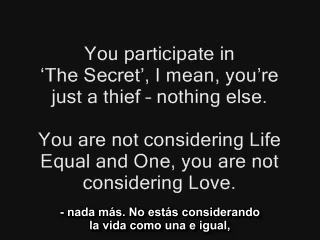 You participate in
‘The Secret’, I mean, you’re
just a thief – nothing else.
You are not considering Life
Equal and One, you are not
considering Love.
- nada más. No estás considerando
la vida como una e igual,